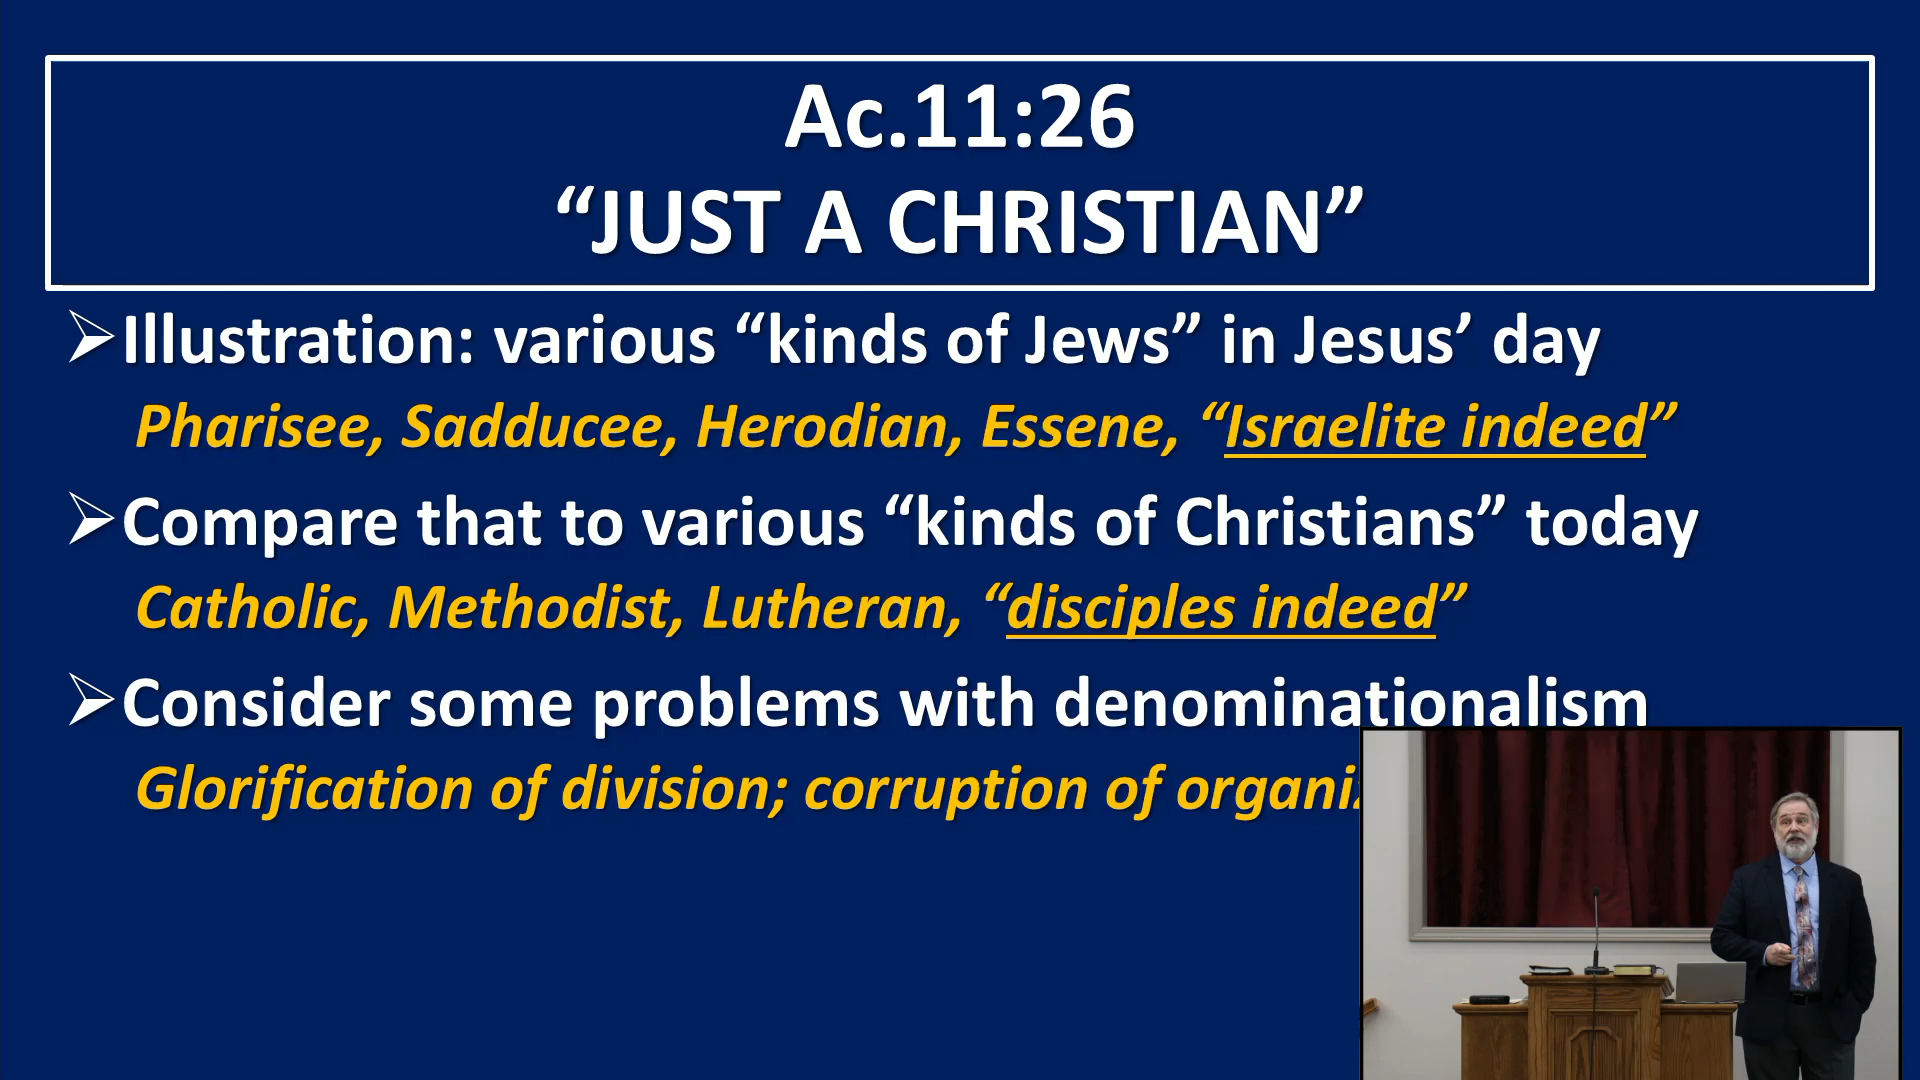 Ac.11:26
“JUST A CHRISTIAN”
Illustration: various “kinds of Jews” in Jesus’ day
Pharisee, Sadducee, Herodian, Essene, “Israelite indeed”
Compare that to various “kinds of Christians” today
Catholic, Methodist, Lutheran, “disciples indeed”
Consider some problems with denominationalism
Glorification of division; corruption of